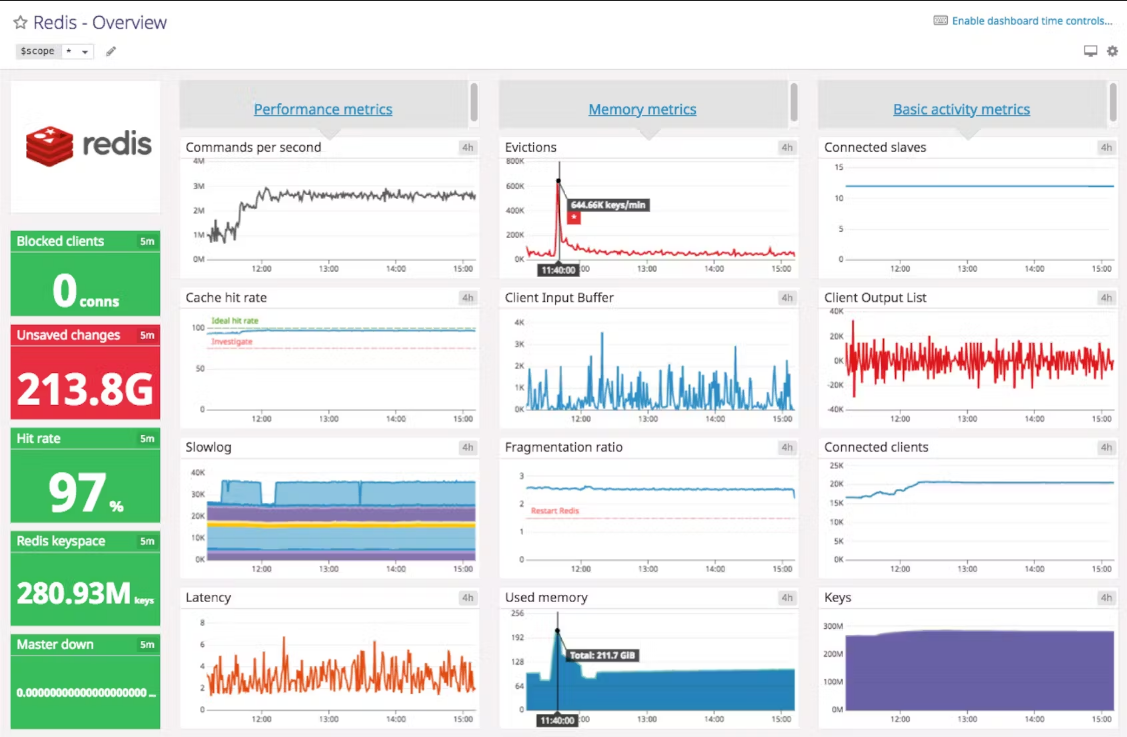 Redis - Overview
Enable dashboard time controls...
$scope *
redis
Blocked clients 5m
0 conns
Unsaved changes 5m
213.8G
Hit rate 5m
97 %
Redis keyspace 5m
280.93M keys
Master down 5m
0.00000000000000000000 ...
Performance metrics
Commands per second 4h
4M
3M
2M
1M
0M
12:00 13:00 14:00 15:00
Cache hit rate 4h
Ideal hit rate
100
Investigate
50
0
12:00 13:00 14:00 15:00
Slowlog 4h
40K
30K
20K
10K
0K
12:00 13:00 14:00 15:00
Latency 4h
8
6
4
2
0
12:00 13:00 14:00 15:00
Memory metrics
Evictions 4h
800K
600K
644.66K keys/min
400K
200K
0K
11:40:00 :00 13:00 14:00 15:00
Client Input Buffer 4h
4K
3K
2K
1K
0K
12:00 13:00 14:00 15:00
Fragmentation ratio 4h
3
2
Restart Redis
1
0
12:00 13:00 14:00 15:00
Used memory 4h
256
192
Total: 211.7 GiB
128
64
0
11:40:00 :00 13:00 14:00 15:00
Basic activity metrics
Connected slaves 4h
15
10
5
0
12:00 13:00 14:00 15:00
Client Output List 4h
40K
20K
0K
-20K
-40K
12:00 13:00 14:00 15:00
Connected clients 4h
25K
20K
15K
10K
5K
0K
12:00 13:00 14:00 15:00
Keys 4h
300M
200M
100M
0M
12:00 13:00 14:00 15:00